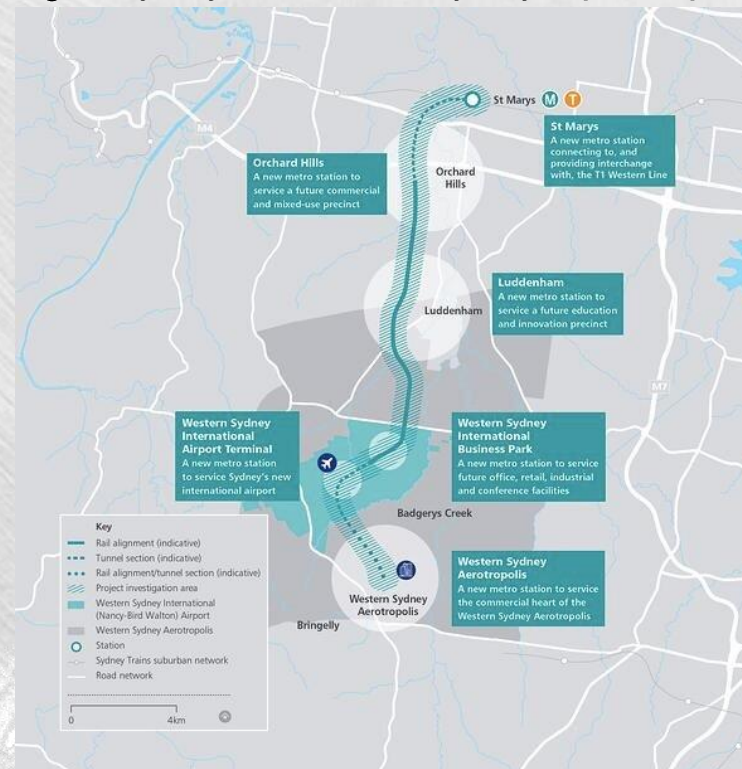 St Marys M T
St Marys
A new metro station
connecting to, and
providing interchange
with, the T1 Western Line
M4
Orchard Hills
A new metro station to
service a future commercial
and mixed-use precinct
Orchard
Hills
Luddenham
A new metro station to
service a future education
and innovation precinct
Luddenham
M7
Western Sydney
International
Airport Terminal
A new metro station
to service Sydney's new
international airport
Western Sydney
International
Business Park
A new metro station to service
future office, retail, industrial
and conference facilities
Badgerys Creek
Western Sydney
Aerotropolis
A new metro station to service
the commercial heart of the
Western Sydney Aerotropolis
Western Sydney
Aerotropolis
Bringelly
Key
Rail alignment (indicative)
Tunnel section (indicative)
Rail alignment/tunnel section (indicative)
Project investigation area
Western Sydney International
(Nancy-Bird Walton) Airport
Western Sydney Aerotropolis
Station
Sydney Trains suburban network
Road network
0 4km